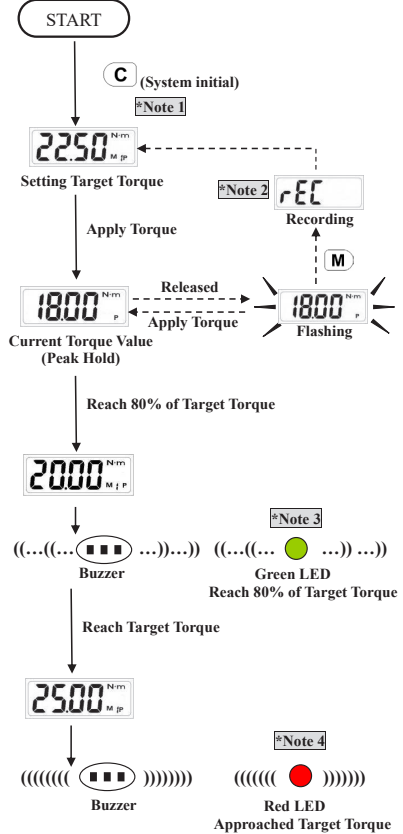 START
C (System initial)
*Note 1
22.50 N·m M P
Setting Target Torque
*Note 2
rEC
Recording
Apply Torque
M
18.00 N·m P
Released
Apply Torque
18.00 N·m P
Flashing
Current Torque Value
(Peak Hold)
Reach 80% of Target Torque
20.00 N·m M P
*Note 3
((…((… …))…)) ((…((… …)) …))
Buzzer
Green LED
Reach 80% of Target Torque
Reach Target Torque
25.00 N·m M P
*Note 4
(((((((( )))))))) ((((((( )))))))
Buzzer
Red LED
Approached Target Torque